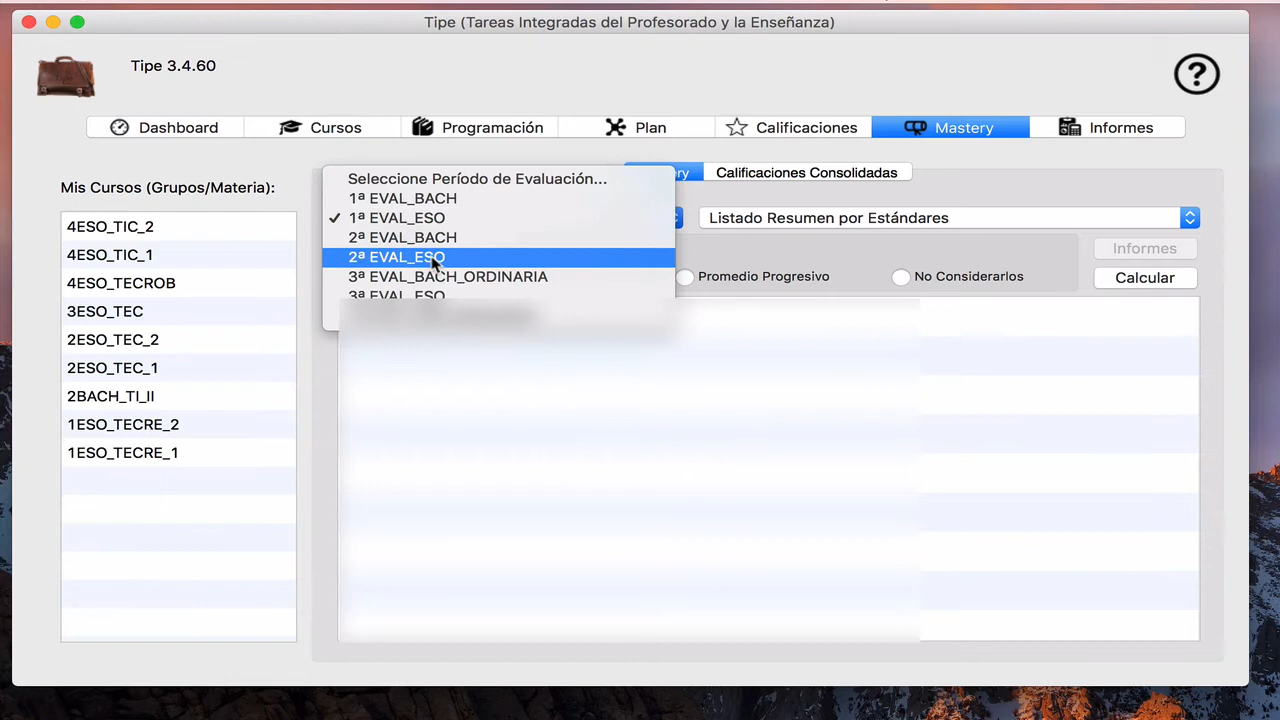 Tipe (Tareas Integradas del Profesorado y la Enseñanza)
Tipe 3.4.60
?
Dashboard
Cursos
Programación
Plan
Calificaciones
Mastery
Informes
Mis Cursos (Grupos/Materia):
4ESO_TIC_2
4ESO_TIC_1
4ESO_TECROB
3ESO_TEC
2ESO_TEC_2
2ESO_TEC_1
2BACH_TI_II
1ESO_TECRE_2
1ESO_TECRE_1
Seleccione Período de Evaluación...
1ª EVAL_BACH
1ª EVAL_ESO
2ª EVAL_BACH
2ª EVAL_ESO
3ª EVAL_BACH_ORDINARIA
3ª EVAL_ESO
Calificaciones Consolidadas
Listado Resumen por Estándares
Informes
Promedio Progresivo
No Considerarlos
Calcular